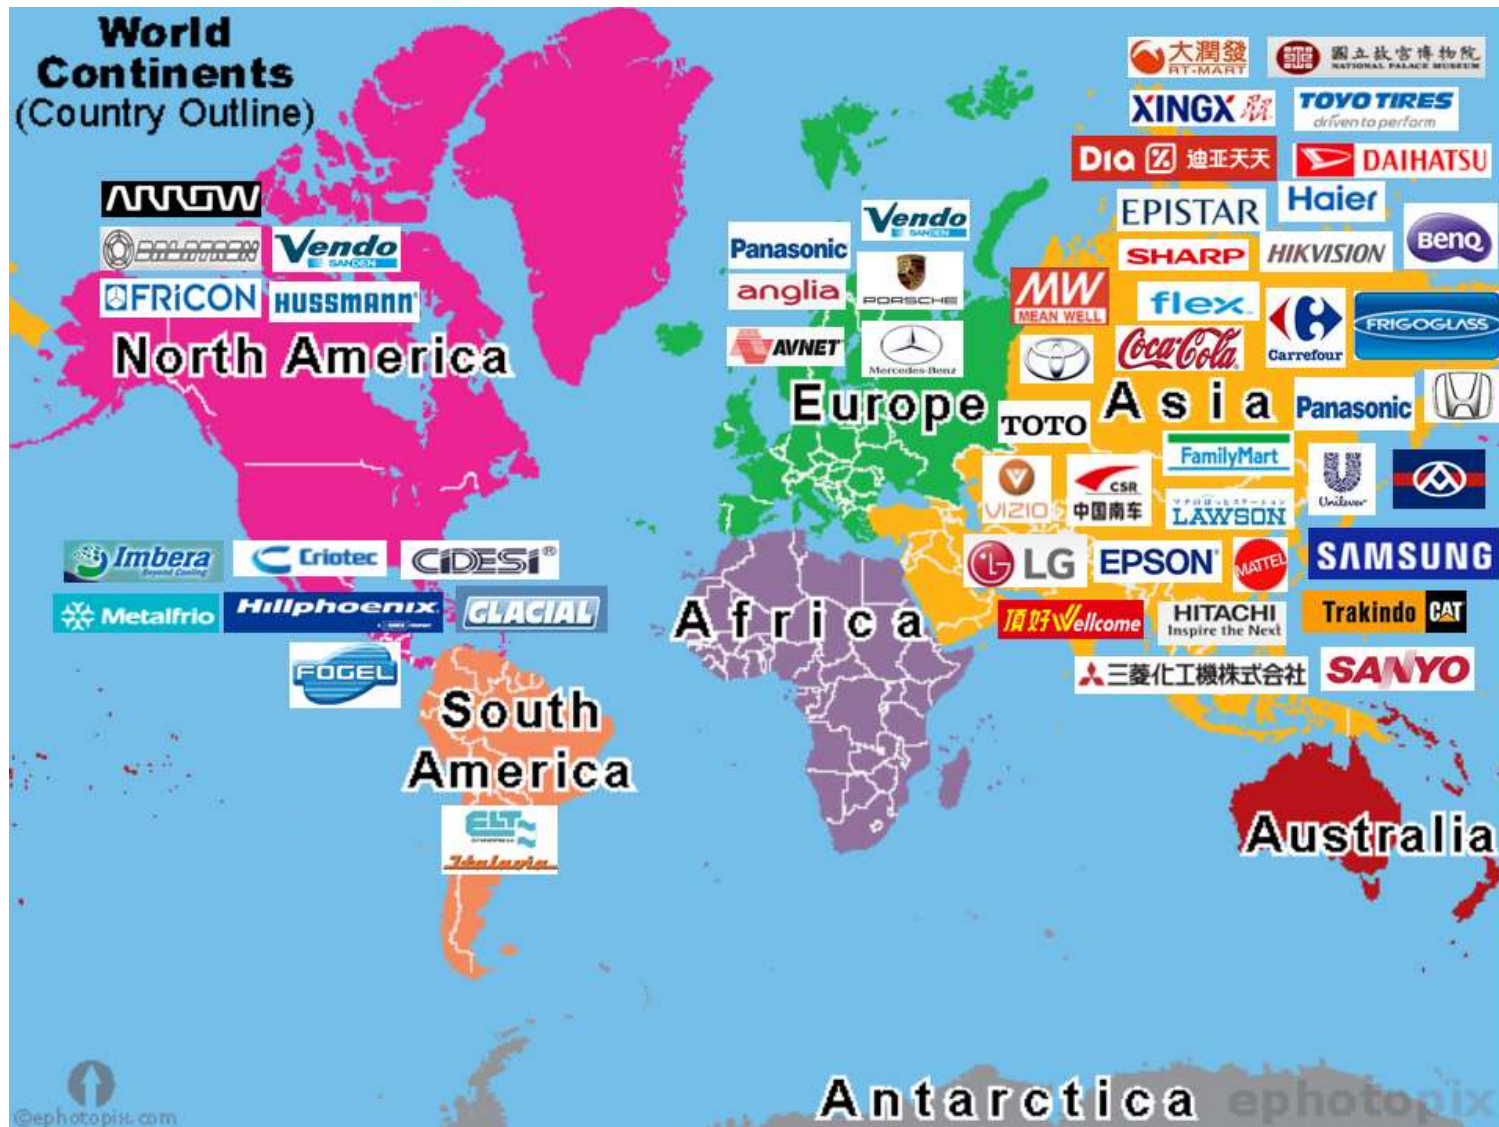 World
Continents
(Country Outline)
ARROW
Vendo
SANDEN
FRiCON
HUSSMANN
North America
Imbera
Beyond Cooling
Criotec
CiDESi®
Metalfrio
Hillphoenix
GLACIAL
FOGEL
South
America
ELT
Italavia
Panasonic
Vendo
SANDEN
anglia
PORSCHE
AVNET
Mercedes-Benz
Europe
Africa
大潤發
RT-MART
國立故宮博物院
NATIONAL PALACE MUSEUM
XINGX
TOYO TIRES
driven to perform
Dia % 迪亚天天
DAIHATSU
EPISTAR
Haier
BenQ
SHARP
HIKVISION
MW
MEAN WELL
flex
Carrefour
FRIGOGLASS
Coca-Cola
Asia
Panasonic
TOTO
FamilyMart
VIZIO
CSR
中国南车
LAWSON
Unilever
LG
EPSON
MATTEL
SAMSUNG
頂好Wellcome
HITACHI
Inspire the Next
Trakindo CAT
三菱化工機株式会社
SANYO
Australia
Antarctica
©ephotopix.com
ephotopix